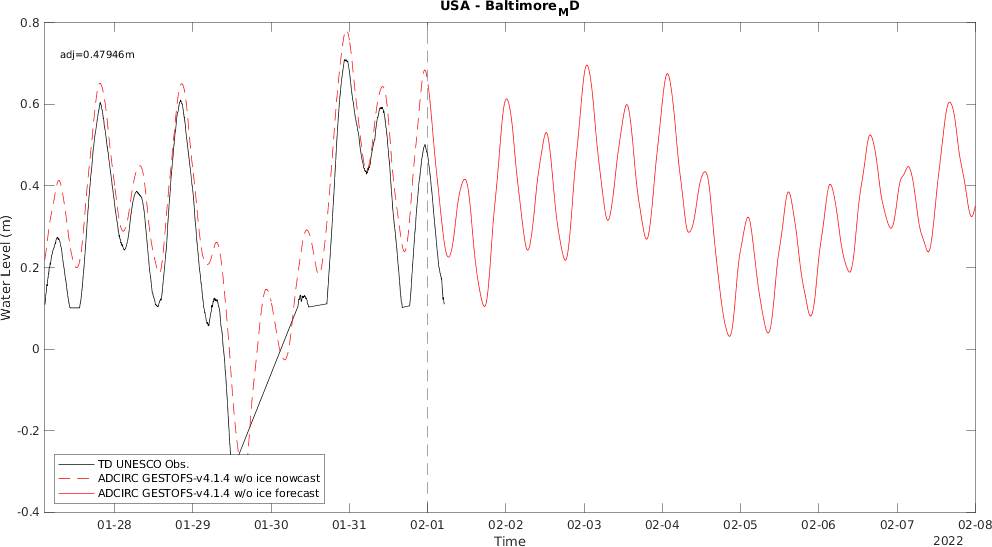 USA - Baltimore_MD
adj=0.47946m
0.8
0.6
0.4
0.2
0
-0.2
-0.4
Water Level (m)
TD UNESCO Obs.
ADCIRC GESTOFS-v4.1.4 w/o ice nowcast
ADCIRC GESTOFS-v4.1.4 w/o ice forecast
01-28 01-29 01-30 01-31 02-01 02-02 02-03 02-04 02-05 02-06 02-07 02-08
Time
2022